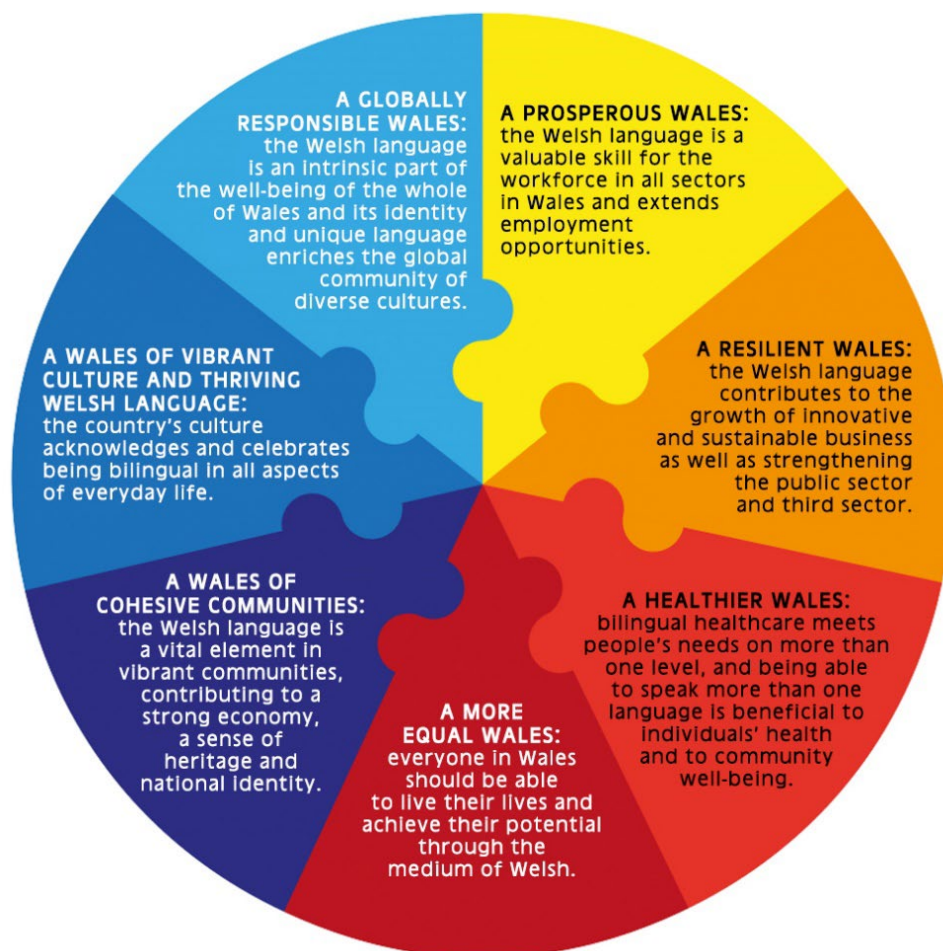 A GLOBALLY
RESPONSIBLE WALES:
the Welsh language
is an intrinsic part of
the well-being of the whole
of Wales and its identity
and unique language
enriches the global
community of
diverse cultures.
A PROSPEROUS WALES:
the Welsh language is a
valuable skill for the
workforce in all sectors
in Wales and extends
employment
opportunities.
A RESILIENT WALES:
the Welsh language
contributes to the
growth of innovative
and sustainable business
as well as strengthening
the public sector
and third sector.
A HEALTHIER WALES:
bilingual healthcare meets
people's needs on more than
one level, and being able
to speak more than one
language is beneficial to
individuals' health
and to community
well-being.
A MORE
EQUAL WALES:
everyone in Wales
should be able
to live their lives and
achieve their potential
through the
medium of Welsh.
A WALES OF
COHESIVE COMMUNITIES:
the Welsh language is
a vital element in
vibrant communities,
contributing to a
strong economy,
a sense of
heritage and
national identity.
A WALES OF VIBRANT
CULTURE AND THRIVING
WELSH LANGUAGE:
the country's culture
acknowledges and celebrates
being bilingual in all aspects
of everyday life.